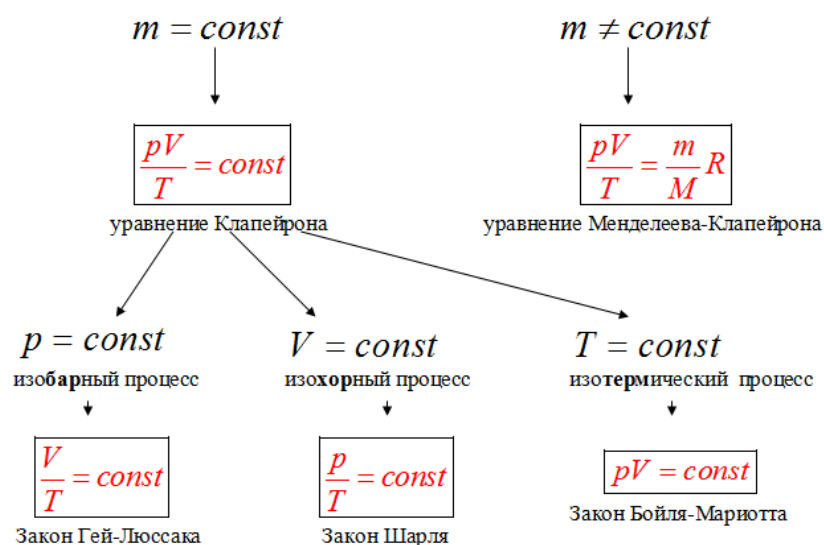 m = const m ≠ const
pV/T = const pV/T = m/M R
уравнение Клапейрона уравнение Менделеева-Клапейрона
p = const V = const T = const
изобарный процесс изохорный процесс изотермический процесс
V/T = const p/T = const pV = const
Закон Гей-Люссака Закон Шарля Закон Бойля-Мариотта